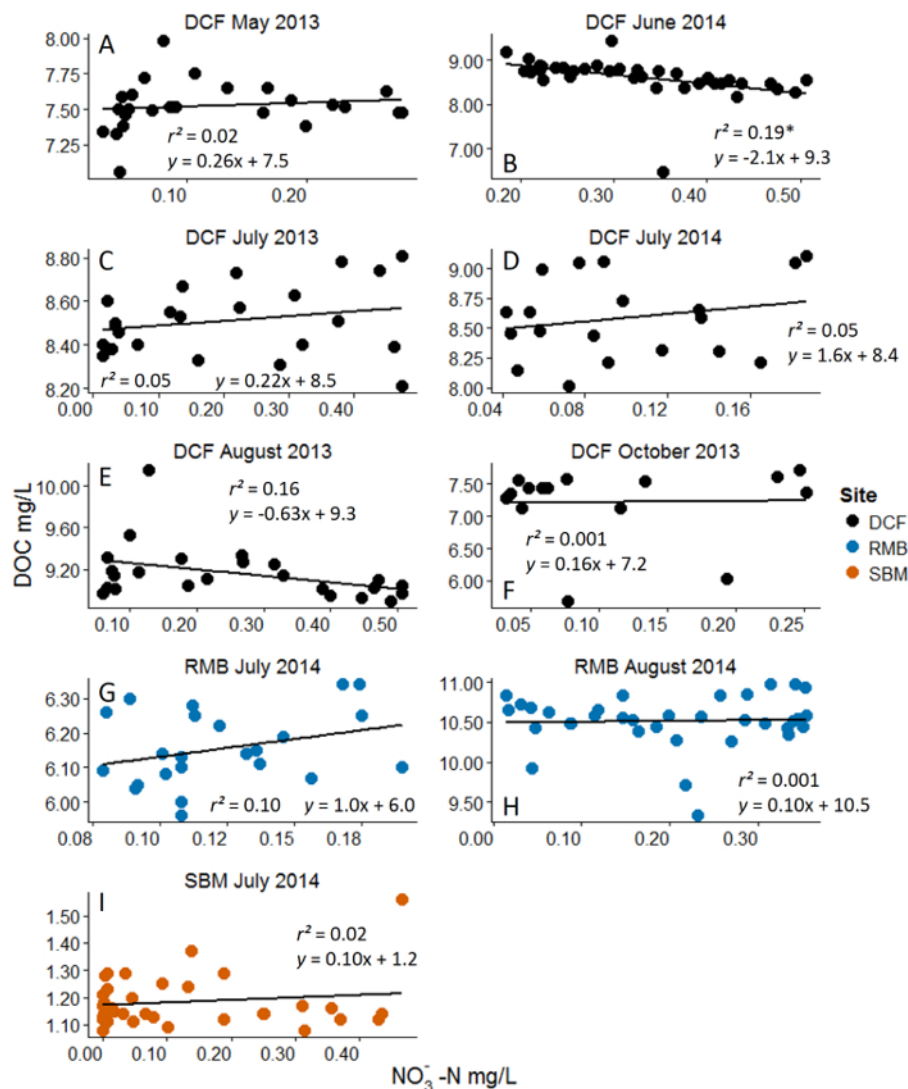 DCF May 2013
A
8.00
7.75
7.50
7.25
r² = 0.02
y = 0.26x + 7.5
0.10 0.20
DCF June 2014
9.00
8.00
7.00
r² = 0.19*
y = -2.1x + 9.3
B
0.20 0.30 0.40 0.50
DCF July 2013
C
8.80
8.60
8.40
8.20
r² = 0.05 y = 0.22x + 8.5
0.00 0.10 0.20 0.30 0.40
DCF July 2014
D
9.00
8.75
8.50
8.25
8.00
r² = 0.05
y = 1.6x + 8.4
0.04 0.08 0.12 0.16
DOC mg/L
DCF August 2013
E
10.00
9.60
9.20
r² = 0.16
y = -0.63x + 9.3
0.10 0.20 0.30 0.40 0.50
DCF October 2013
7.50
7.00
6.50
6.00
r² = 0.001
y = 0.16x + 7.2
F
0.05 0.10 0.15 0.20 0.25
Site
DCF
RMB
SBM
RMB July 2014
G
6.30
6.20
6.10
6.00
r² = 0.10 y = 1.0x + 6.0
0.08 0.10 0.13 0.15 0.18
RMB August 2014
11.00
10.50
10.00
9.50
r² = 0.001
y = 0.10x + 10.5
H
0.00 0.10 0.20 0.30
SBM July 2014
I
1.50
1.40
1.30
1.20
1.10
r² = 0.02
y = 0.10x + 1.2
0.00 0.10 0.20 0.30 0.40
NO₃⁻ -N mg/L